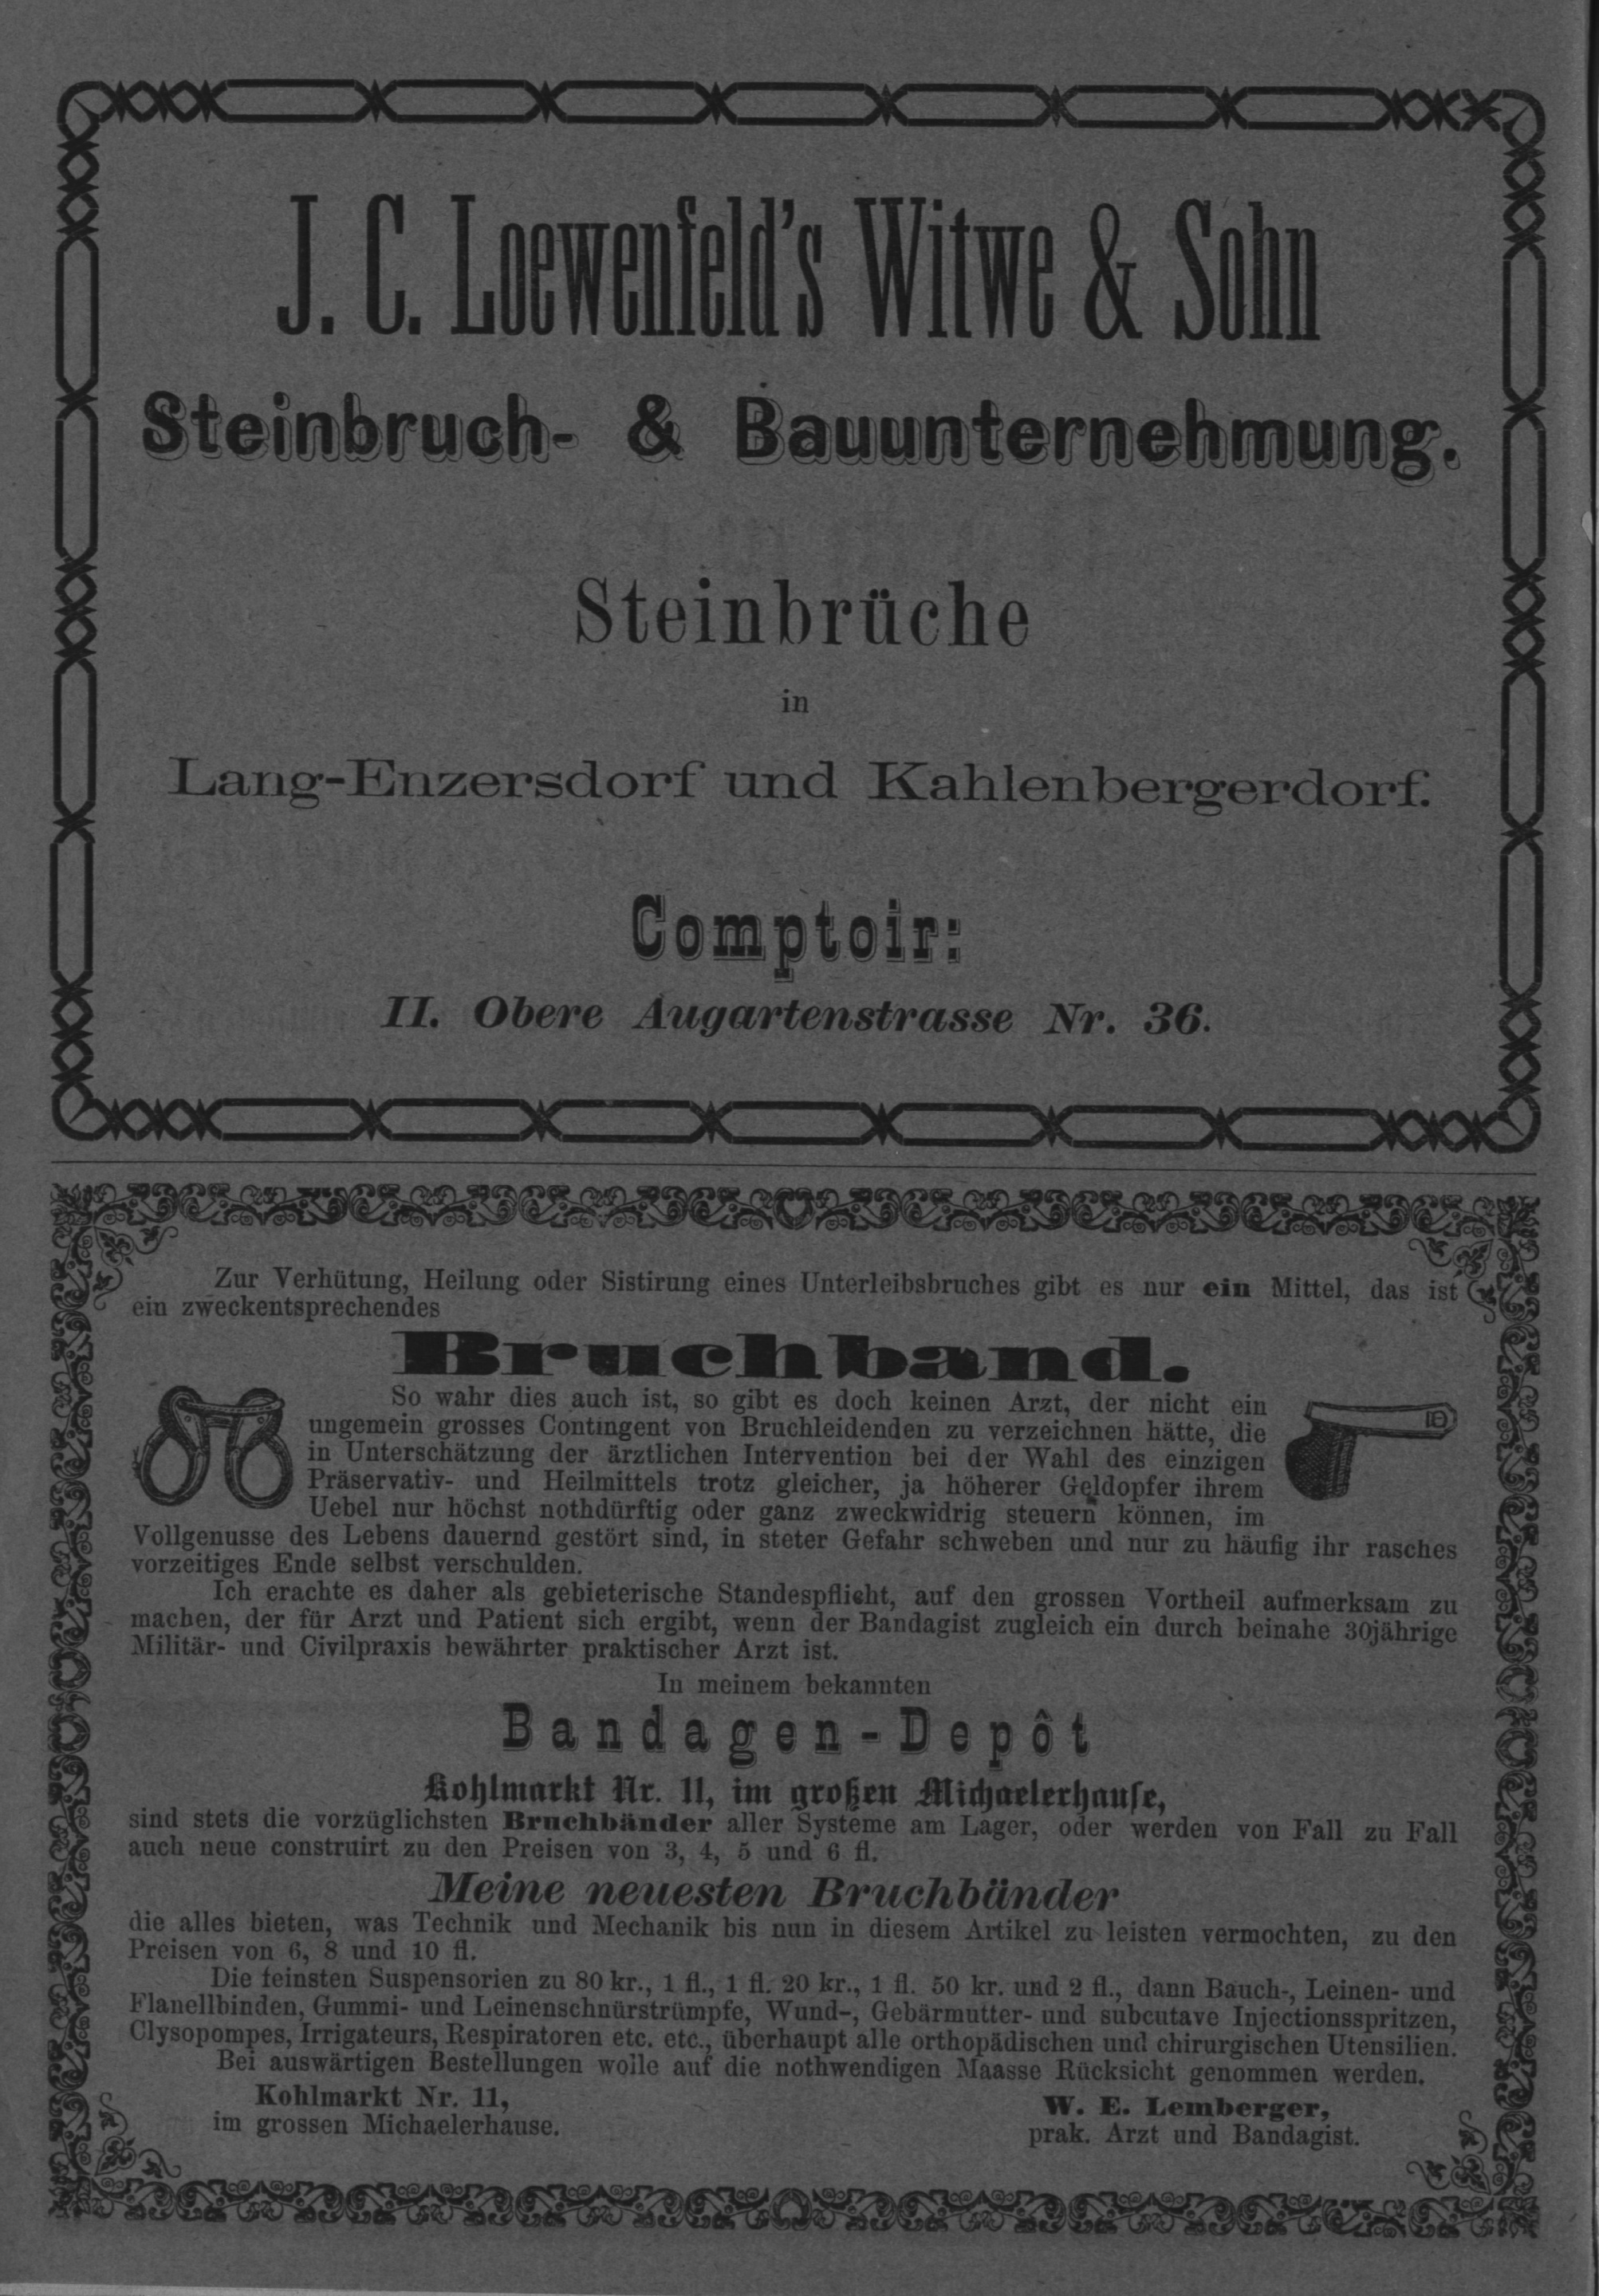 J. C. Loewenfeld's Witwe & Sohn
Steinbruch- & Bauunternehmung.
Steinbrüche
in
Lang-Enzersdorf und Kahlenbergerdorf.
Comptoir:
II. Obere Augartenstrasse Nr. 36.
Zur Verhütung, Heilung oder Sistirung eines Unterleibsbruches gibt es nur ein Mittel, das ist
ein zweckentsprechendes
Bruchband.
So wahr dies auch ist, so gibt es doch keinen Arzt, der nicht ein
ungemein grosses Contingent von Bruchleidenden zu verzeichnen hätte, die
in Unterschätzung der ärztlichen Intervention bei der Wahl des einzigen
Präservativ- und Heilmittels trotz gleicher, ja höherer Geldopfer ihrem
Uebel nur höchst nothdürftig oder ganz zweckwidrig steuern können, im
Vollgenusse des Lebens dauernd gestört sind, in steter Gefahr schweben und nur zu häufig ihr rasches
vorzeitiges Ende selbst verschulden.
Ich erachte es daher als gebieterische Standespflicht, auf den grossen Vortheil aufmerksam zu
machen, der für Arzt und Patient sich ergibt, wenn der Bandagist zugleich ein durch beinahe 30jährige
Militär- und Civilpraxis bewährter praktischer Arzt ist.
In meinem bekannten
Bandagen-Depôt
Kohlmarkt Nr. 11, im großen Michaelerhause,
sind stets die vorzüglichsten Bruchbänder aller Systeme am Lager, oder werden von Fall zu Fall
auch neue construirt zu den Preisen von 3, 4, 5 und 6 fl.
Meine neuesten Bruchbänder
die alles bieten, was Technik und Mechanik bis nun in diesem Artikel zu leisten vermochten, zu den
Preisen von 6, 8 und 10 fl.
Die feinsten Suspensorien zu 80 kr., 1 fl., 1 fl. 20 kr., 1 fl. 50 kr. und 2 fl., dann Bauch-, Leinen- und
Flanellbinden, Gummi- und Leinenschnürstrümpfe, Wund-, Gebärmutter- und subcutave Injectionsspritzen,
Clysopompes, Irrigateurs, Respiratoren etc. etc., überhaupt alle orthopädischen und chirurgischen Utensilien.
Bei auswärtigen Bestellungen wolle auf die nothwendigen Maasse Rücksicht genommen werden.
Kohlmarkt Nr. 11,
im grossen Michaelerhause.
W. E. Lemberger,
prak. Arzt und Bandagist.